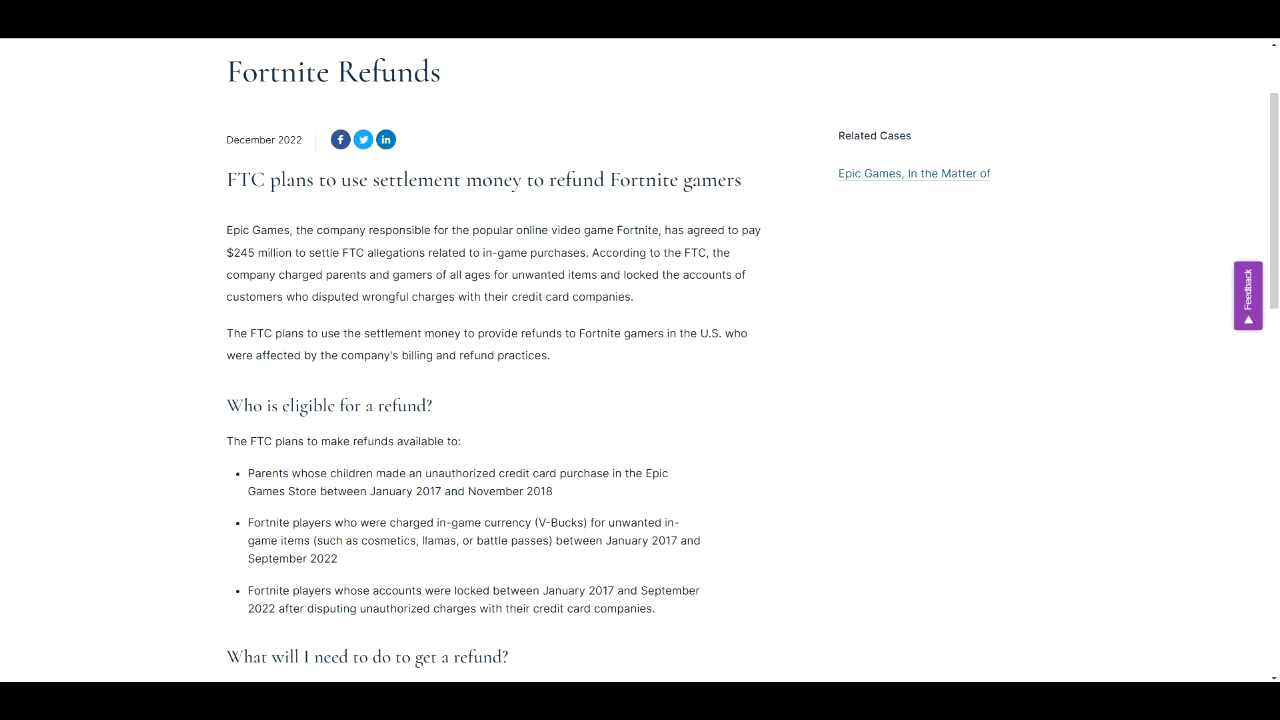 Fortnite Refunds
December 2022
Related Cases
FTC plans to use settlement money to refund Fortnite gamers
Epic Games, In the Matter of
Epic Games, the company responsible for the popular online video game Fortnite, has agreed to pay
$245 million to settle FTC allegations related to in-game purchases. According to the FTC, the
company charged parents and gamers of all ages for unwanted items and locked the accounts of
customers who disputed wrongful charges with their credit card companies.
Feedback
The FTC plans to use the settlement money to provide refunds to Fortnite gamers in the U.S. who
were affected by the company's billing and refund practices.
Who is eligible for a refund?
The FTC plans to make refunds available to:
• Parents whose children made an unauthorized credit card purchase in the Epic
Games Store between January 2017 and November 2018
• Fortnite players who were charged in-game currency (V-Bucks) for unwanted in-
game items (such as cosmetics, llamas, or battle passes) between January 2017 and
September 2022
• Fortnite players whose accounts were locked between January 2017 and September
2022 after disputing unauthorized charges with their credit card companies.
What will I need to do to get a refund?